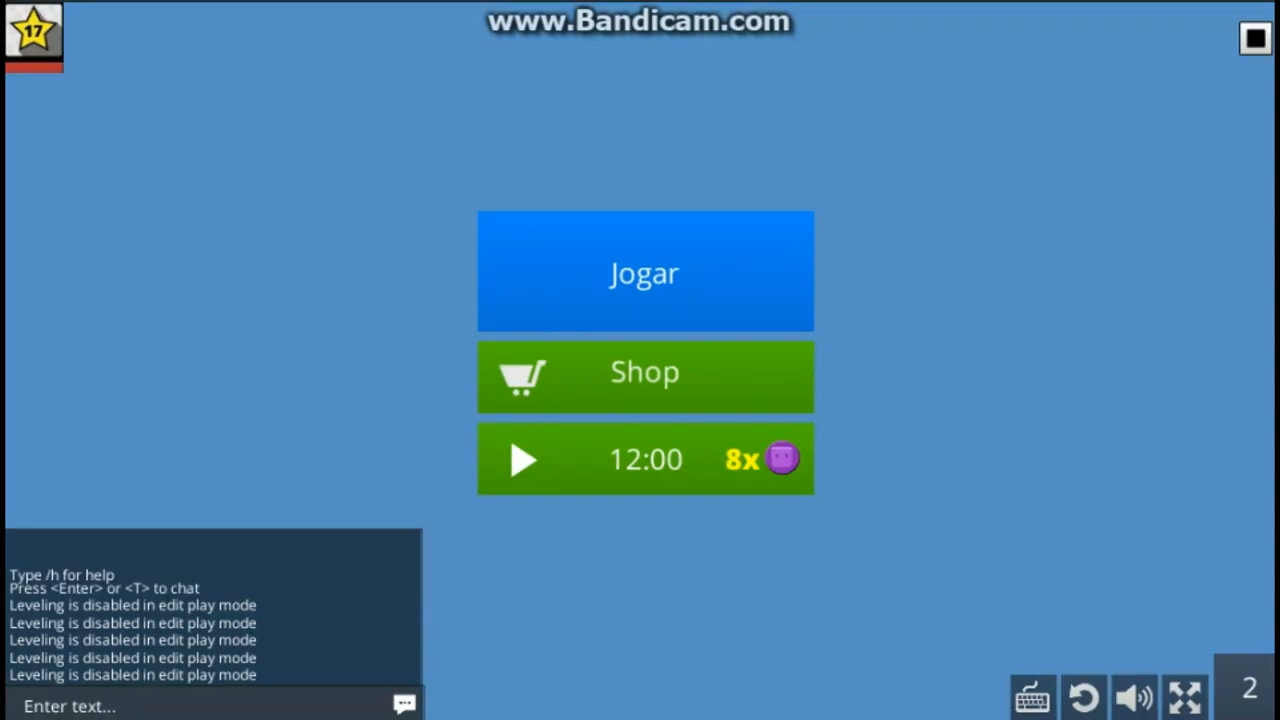 17
www.Bandicam.com
Jogar
Shop
12:00 8x
Type /h for help
Press <Enter> or <T> to chat
Leveling is disabled in edit play mode
Leveling is disabled in edit play mode
Leveling is disabled in edit play mode
Leveling is disabled in edit play mode
Leveling is disabled in edit play mode
Enter text...
2